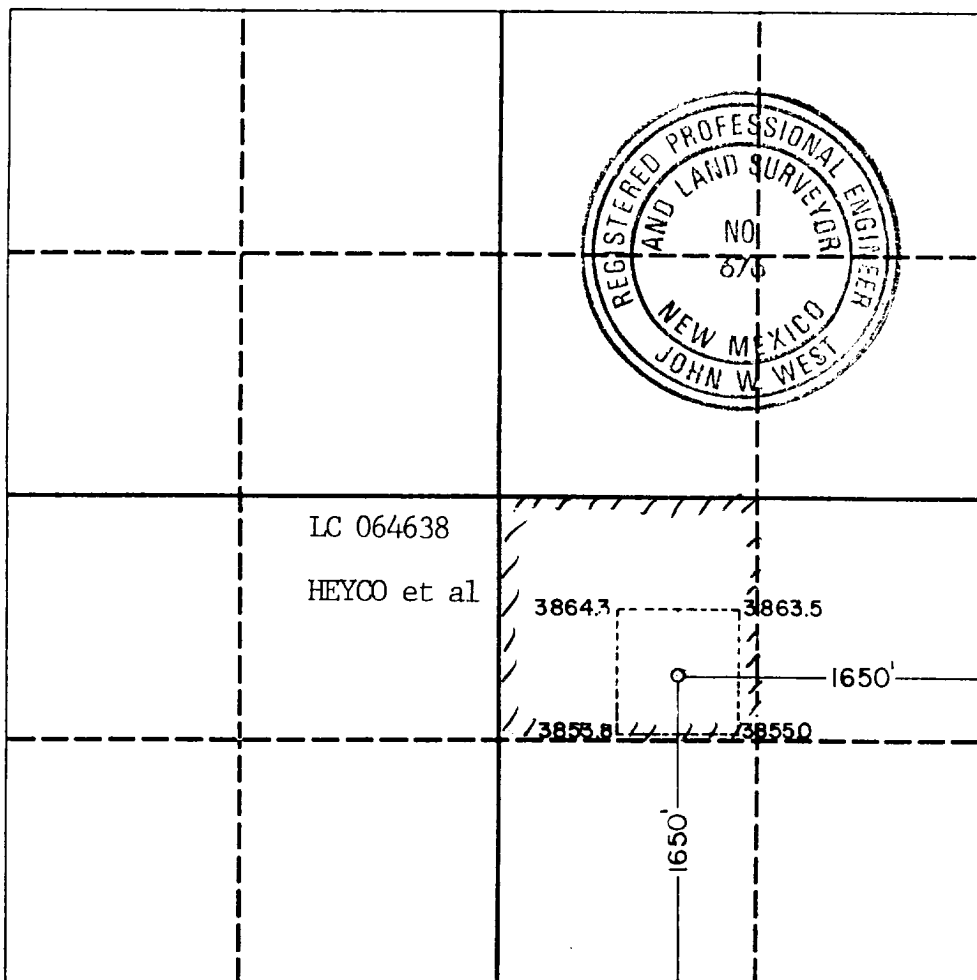 REGISTERED PROFESSIONAL ENGINEER
AND LAND SURVEYOR
NO.
676
NEW MEXICO
JOHN W. WEST
LC 064638
HEYCO et al
3864.3
3863.5
1650'
3855.0
1650'